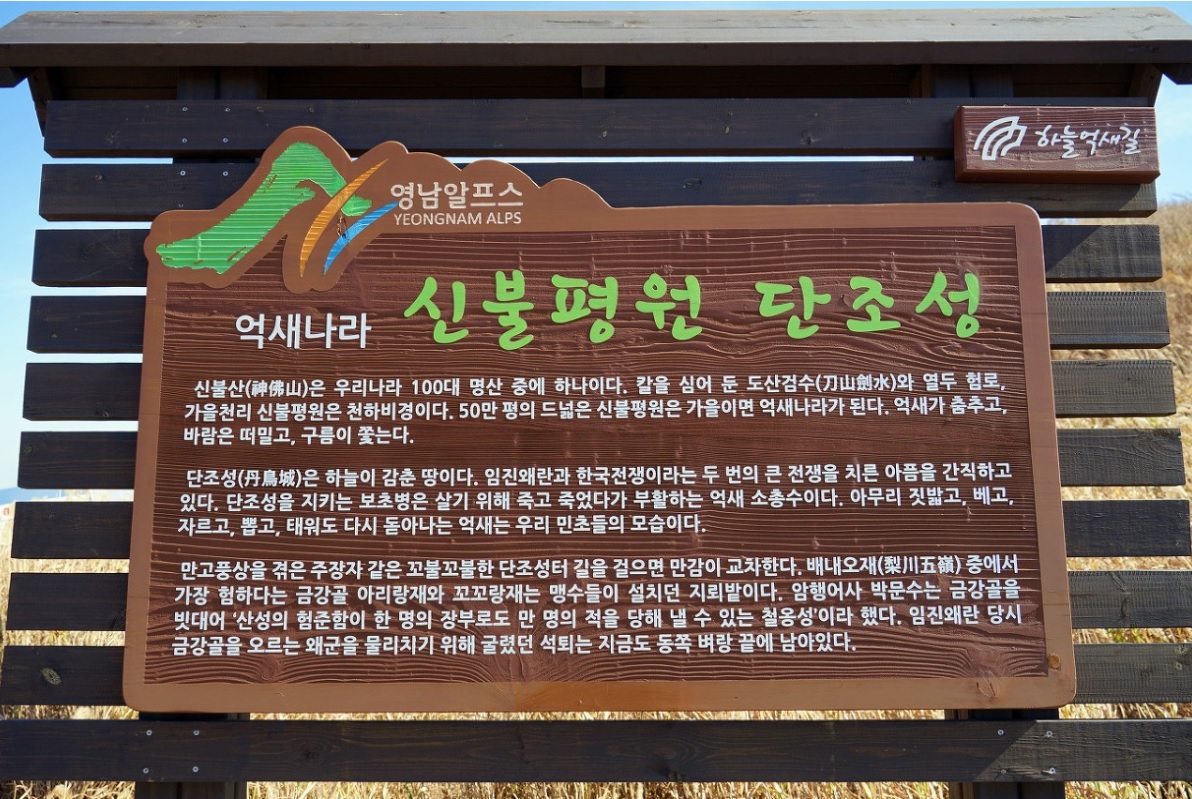 하늘억새길
영남알프스
YEONGNAM ALPS
억새나라 신불평원 단조성
신불산(神佛山)은 우리나라 100대 명산 중에 하나이다. 칼을 심어 둔 도산검수(刀山劍水)와 열두 험로,
가을천리 신불평원은 천하비경이다. 50만 평의 드넓은 신불평원은 가을이면 억새나라가 된다. 억새가 춤추고,
바람은 떠밀고, 구름이 쫓는다.
단조성(丹鳥城)은 하늘이 감춘 땅이다. 임진왜란과 한국전쟁이라는 두 번의 큰 전쟁을 치른 아픔을 간직하고
있다. 단조성을 지키는 보초병은 살기 위해 죽고 죽었다가 부활하는 억새 소총수이다. 아무리 짓밟고, 베고,
자르고, 뽑고, 태워도 다시 돋아나는 억새는 우리 민초들의 모습이다.
만고풍상을 겪은 주장자 같은 꼬불꼬불한 단조성터 길을 걸으면 만감이 교차한다. 배내오재(梨川五嶺) 중에서
가장 험하다는 금강골 아리랑재와 꼬꼬랑재는 맹수들이 설치던 지뢰밭이다. 암행어사 박문수는 금강골을
빗대어 '산성의 험준함이 한 명의 장부로도 만 명의 적을 당해 낼 수 있는 철옹성'이라 했다. 임진왜란 당시
금강골을 오르는 왜군을 물리치기 위해 굴렸던 석퇴는 지금도 동쪽 벼랑 끝에 남아있다.